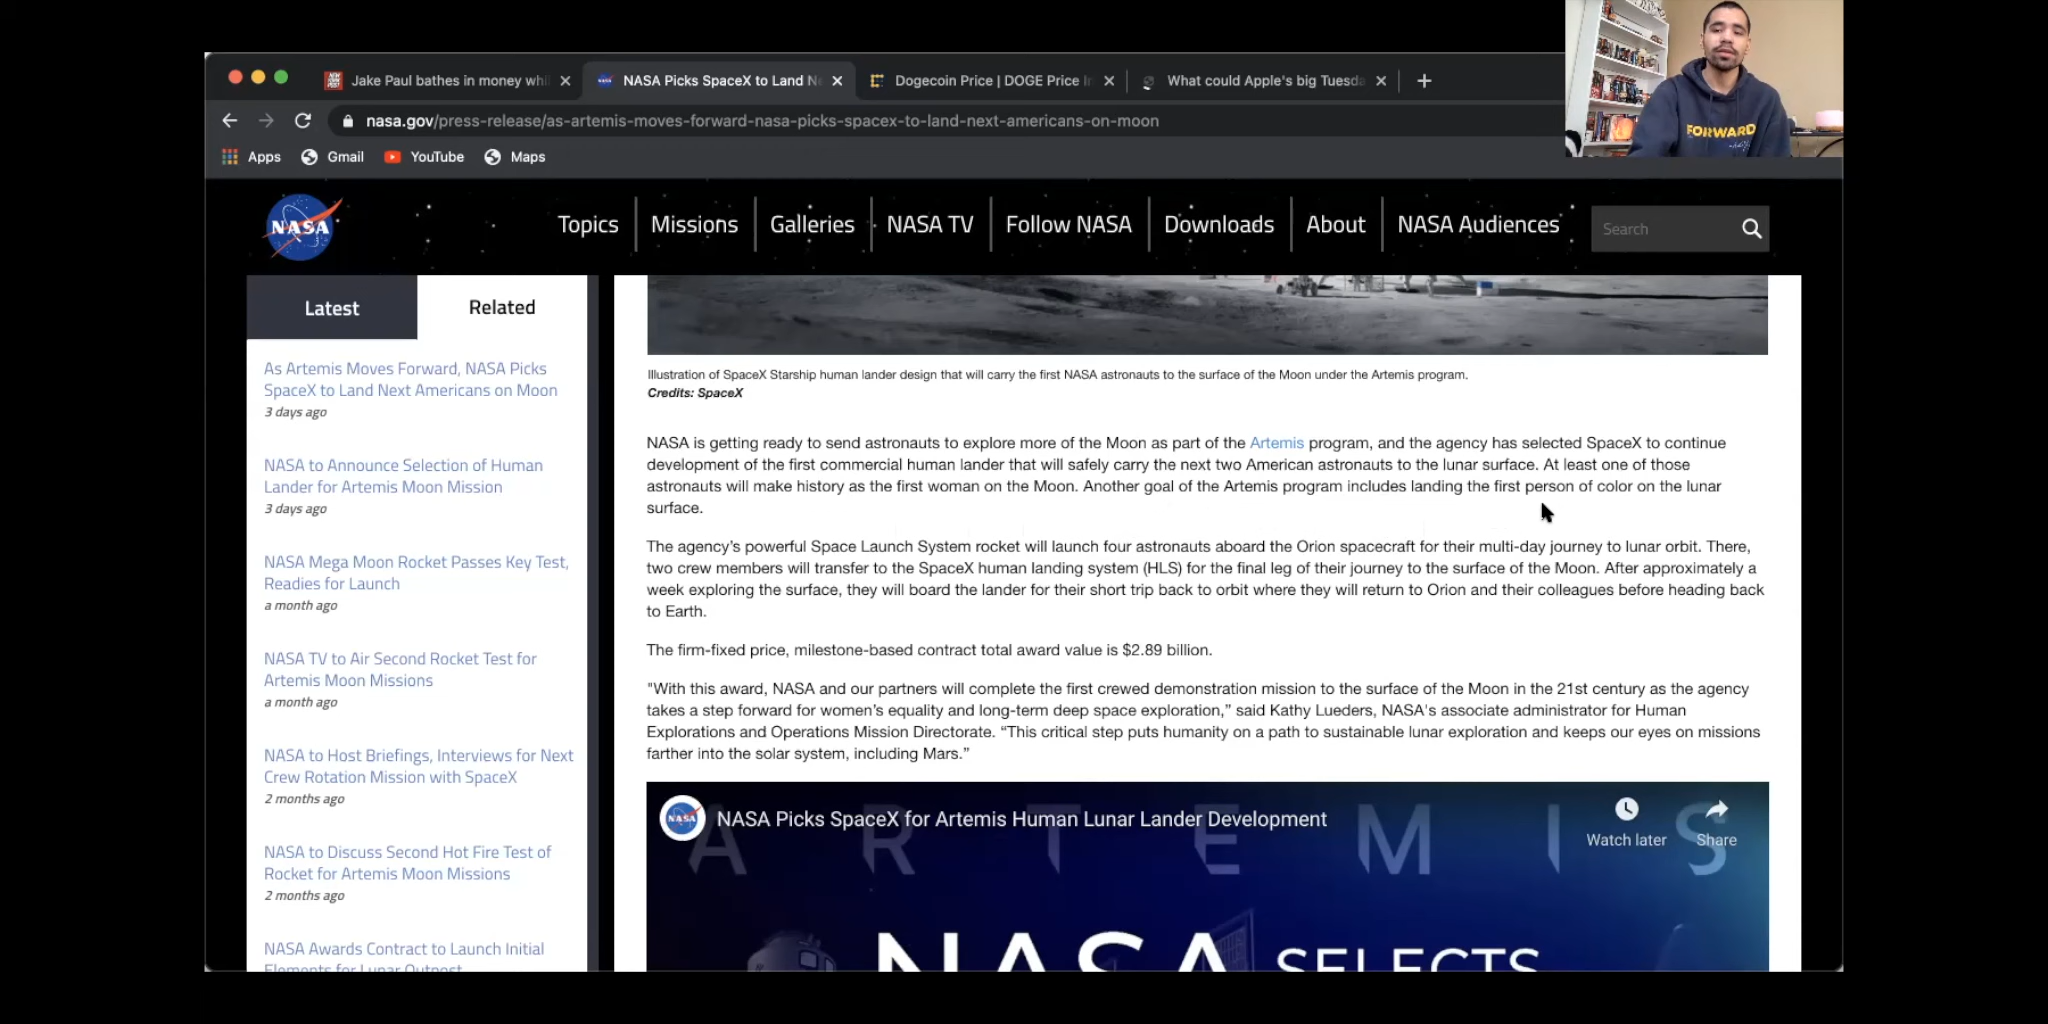 Jake Paul bathes in money whi
NASA Picks SpaceX to Land Ne
Dogecoin Price | DOGE Price In
What could Apple's big Tuesda
nasa.gov/press-release/as-artemis-moves-forward-nasa-picks-spacex-to-land-next-americans-on-moon
Apps
Gmail
YouTube
Maps
FORWARD
NASA
Topics
Missions
Galleries
NASA TV
Follow NASA
Downloads
About
NASA Audiences
Search
Latest
Related
As Artemis Moves Forward, NASA Picks
SpaceX to Land Next Americans on Moon
3 days ago
NASA to Announce Selection of Human
Lander for Artemis Moon Mission
3 days ago
NASA Mega Moon Rocket Passes Key Test,
Readies for Launch
a month ago
NASA TV to Air Second Rocket Test for
Artemis Moon Missions
a month ago
NASA to Host Briefings, Interviews for Next
Crew Rotation Mission with SpaceX
2 months ago
NASA to Discuss Second Hot Fire Test of
Rocket for Artemis Moon Missions
2 months ago
NASA Awards Contract to Launch Initial
Elements for Lunar Outpost
Illustration of SpaceX Starship human lander design that will carry the first NASA astronauts to the surface of the Moon under the Artemis program.
Credits: SpaceX
NASA is getting ready to send astronauts to explore more of the Moon as part of the Artemis program, and the agency has selected SpaceX to continue
development of the first commercial human lander that will safely carry the next two American astronauts to the lunar surface. At least one of those
astronauts will make history as the first woman on the Moon. Another goal of the Artemis program includes landing the first person of color on the lunar
surface.
The agency's powerful Space Launch System rocket will launch four astronauts aboard the Orion spacecraft for their multi-day journey to lunar orbit. There,
two crew members will transfer to the SpaceX human landing system (HLS) for the final leg of their journey to the surface of the Moon. After approximately a
week exploring the surface, they will board the lander for their short trip back to orbit where they will return to Orion and their colleagues before heading back
to Earth.
The firm-fixed price, milestone-based contract total award value is $2.89 billion.
"With this award, NASA and our partners will complete the first crewed demonstration mission to the surface of the Moon in the 21st century as the agency
takes a step forward for women's equality and long-term deep space exploration,” said Kathy Lueders, NASA's associate administrator for Human
Explorations and Operations Mission Directorate. “This critical step puts humanity on a path to sustainable lunar exploration and keeps our eyes on missions
farther into the solar system, including Mars.”
NASA
NASA Picks SpaceX for Artemis Human Lunar Lander Development
Watch later
Share
ARTEMIS
NASA SELECTS